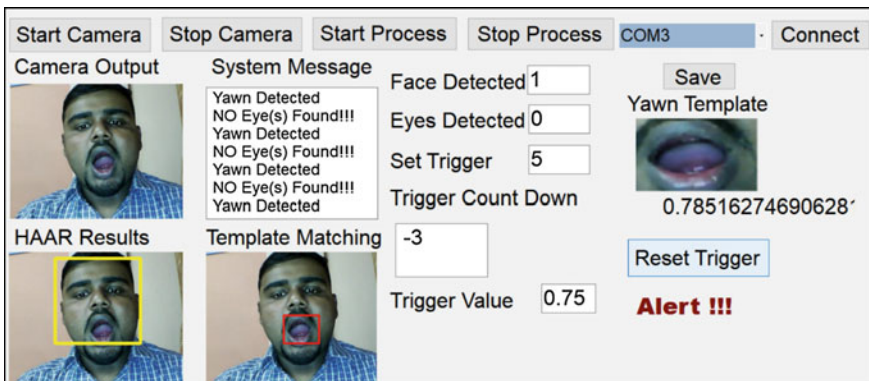 Start Camera Stop Camera Start Process Stop Process COM3 Connect
Camera Output
System Message
Yawn Detected
NO Eye(s) Found!!!
Yawn Detected
NO Eye(s) Found!!!
Yawn Detected
NO Eye(s) Found!!!
Yawn Detected
Face Detected 1
Eyes Detected 0
Set Trigger 5
Trigger Count Down
-3
Trigger Value 0.75
Save
Yawn Template
0.78516274690628
Reset Trigger
Alert !!!
HAAR Results
Template Matching